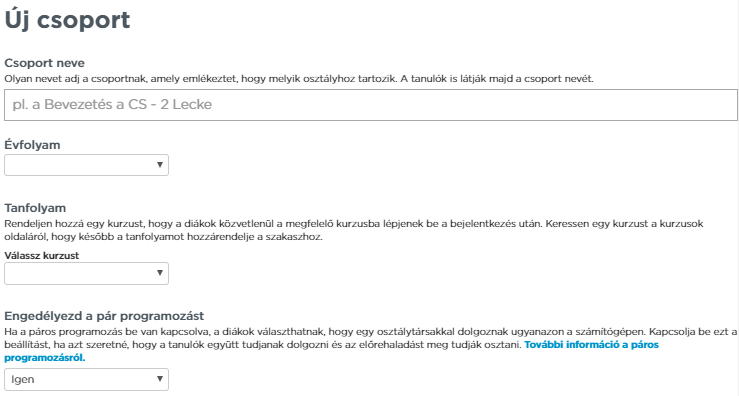 Új csoport
Csoport neve
Olyan nevet adj a csoportnak, amely emlékeztet, hogy melyik osztályhoz tartozik. A tanulók is látják majd a csoport nevét.
pl. a Bevezetés a CS - 2 Lecke
Évfolyam
Tanfolyam
Rendeljen hozzá egy kurzust, hogy a diákok közvetlenül a megfelelő kurzusba lépjenek be a bejelentkezés után. Keressen egy kurzust a kurzusok
oldaláról, hogy később a tanfolyamot hozzárendelje a szakaszhoz.
Válassz kurzust
Engedélyezd a pár programozást
Ha a páros programozás be van kapcsolva, a diákok választhatnak, hogy egy osztálytársakkal dolgoznak ugyanazon a számítógépen. Kapcsolja be ezt a
beállítást, ha azt szeretné, hogy a tanulók együtt tudjanak dolgozni és az előrehaladást meg tudják osztani. További információ a páros
programozásról.
Igen